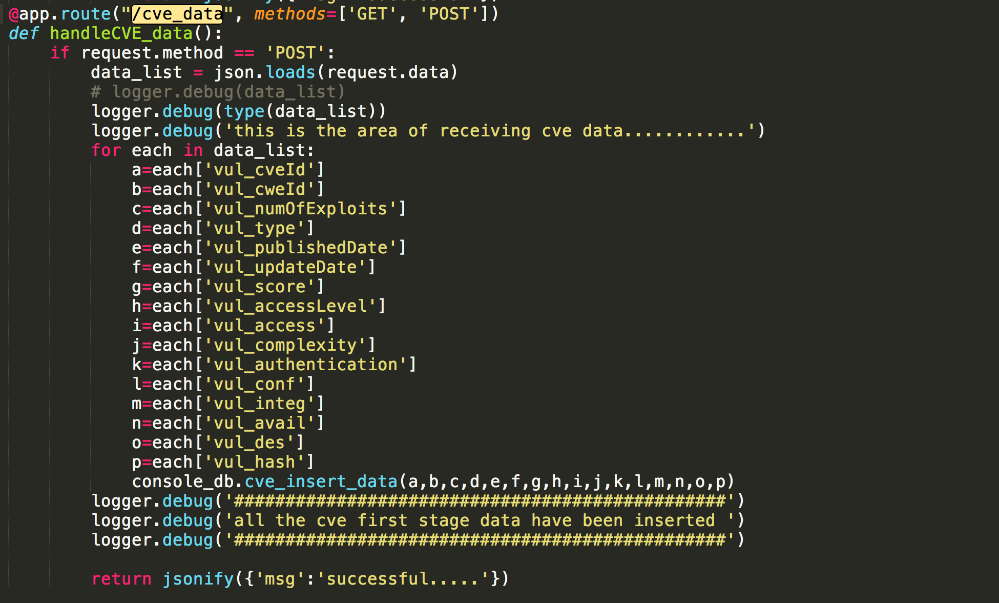 @app.route("/cve_data", methods=['GET', 'POST'])
def handleCVE_data():
    if request.method == 'POST':
        data_list = json.loads(request.data)
        # logger.debug(data_list)
        logger.debug(type(data_list))
        logger.debug('this is the area of receiving cve data............')
        for each in data_list:
            a=each['vul_cveId']
            b=each['vul_cweId']
            c=each['vul_numOfExploits']
            d=each['vul_type']
            e=each['vul_publishedDate']
            f=each['vul_updateDate']
            g=each['vul_score']
            h=each['vul_accessLevel']
            i=each['vul_access']
            j=each['vul_complexity']
            k=each['vul_authentication']
            l=each['vul_conf']
            m=each['vul_integ']
            n=each['vul_avail']
            o=each['vul_des']
            p=each['vul_hash']
            console_db.cve_insert_data(a,b,c,d,e,f,g,h,i,j,k,l,m,n,o,p)
        logger.debug('################################################')
        logger.debug('all the cve first stage data have been inserted ')
        logger.debug('################################################')
        return jsonify({'msg':'successful.....'})